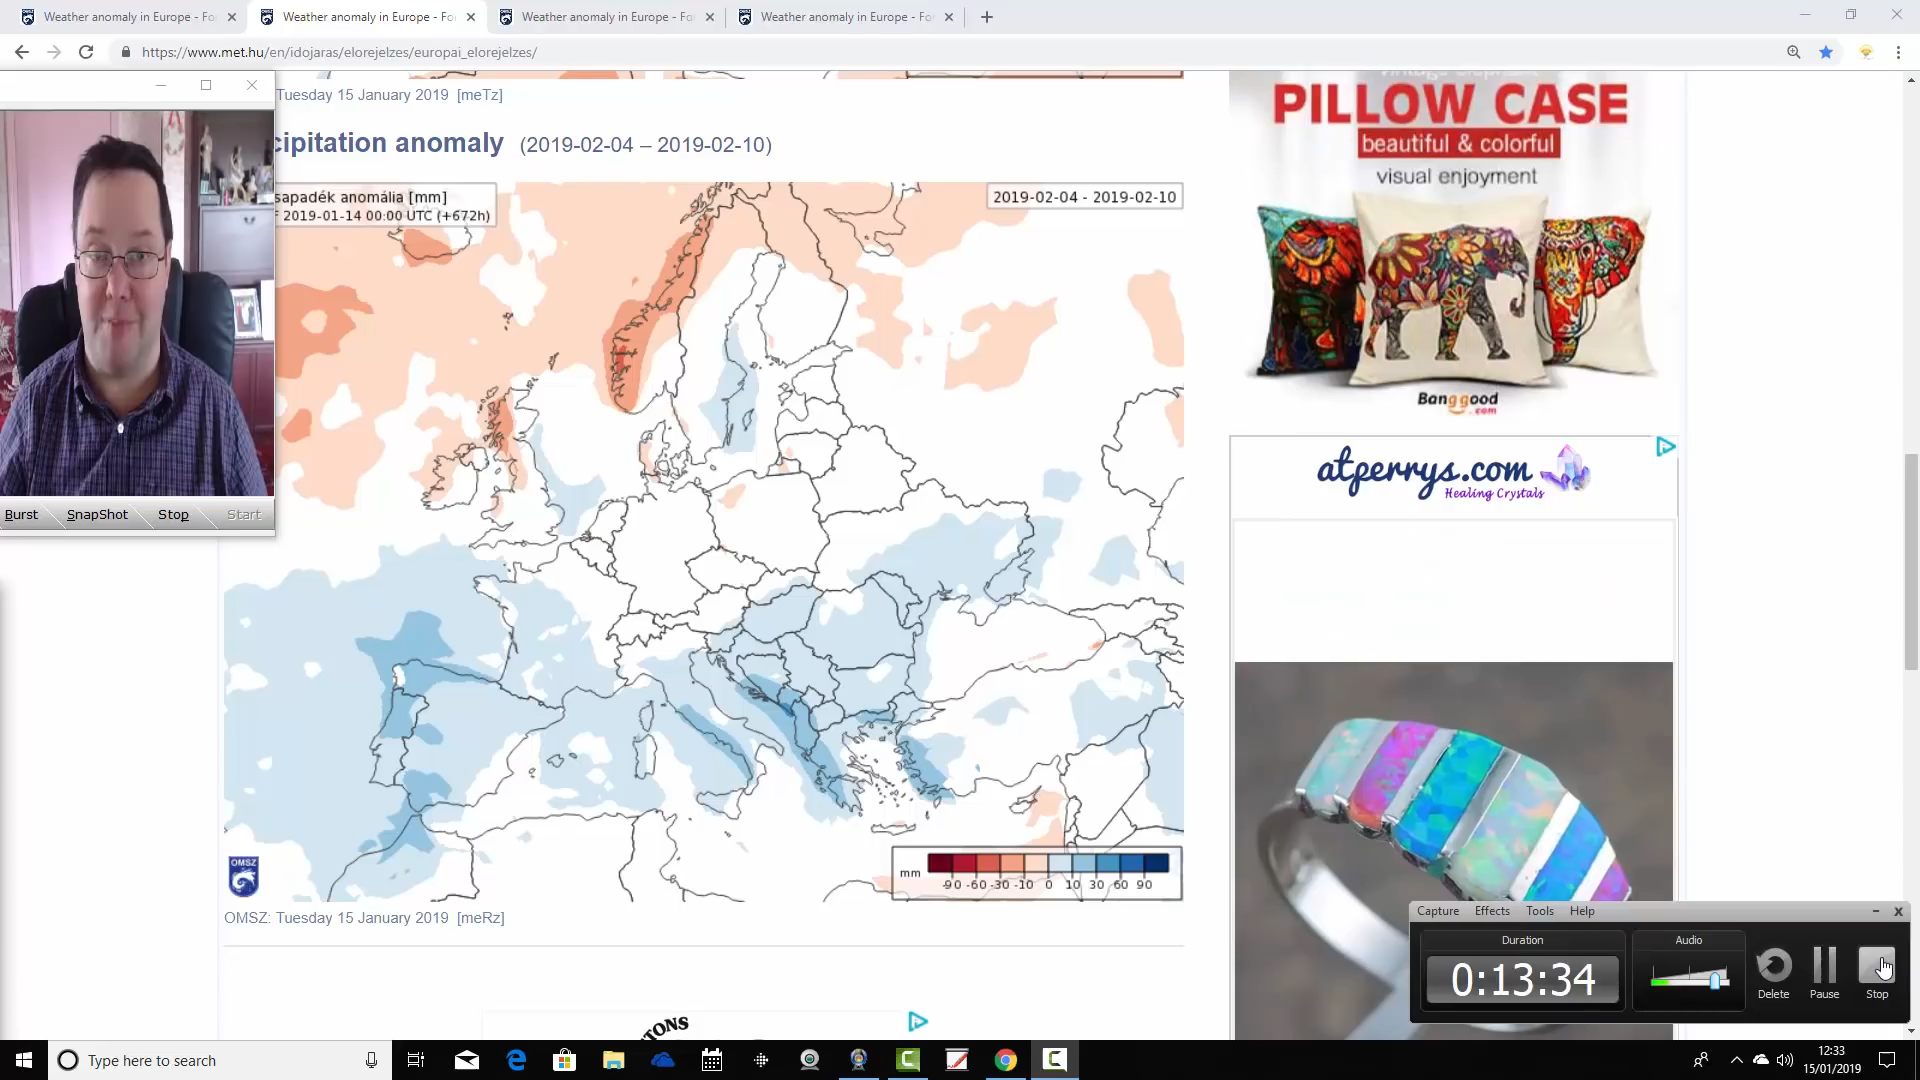 Weather anomaly in Europe - Fo
Weather anomaly in Europe - Fo
Weather anomaly in Europe - Fo
Weather anomaly in Europe - Fo
https://www.met.hu/en/idojaras/elorejelzes/europai_elorejelzes/
Tuesday 15 January 2019 [meTz]
cipitation anomaly (2019-02-04 – 2019-02-10)
sapadék anomália [mm]
F 2019-01-14 00:00 UTC (+672h)
2019-02-04 - 2019-02-10
Burst
SnapShot
Stop
Start
OMSZ
mm
-90 -60 -30 -10 0 10 30 60 90
OMSZ: Tuesday 15 January 2019 [meRz]
TONS
PILLOW CASE
beautiful & colorful
visual enjoyment
Banggood
.com
atperrys.com
Healing Crystals
Capture Effects Tools Help
Duration
0:13:34
Audio
Delete
Pause
Stop
Type here to search
12:33
15/01/2019